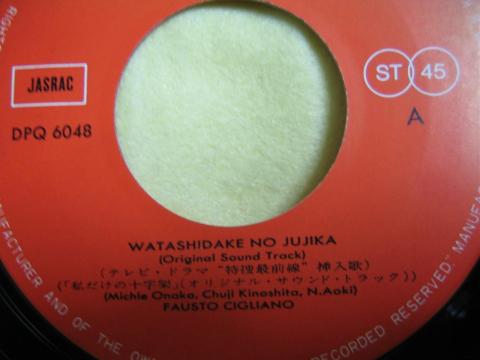 JASRAC
ST 45
DPQ 6048
A
WATASHIDAKE NO JUJIKA
(Original Sound Track)
(テレビ・ドラマ “特捜最前線” 挿入歌)
(「私だけの十字架」(オリジナル・サウンド・トラック))
(Michie Onaka, Chuji Kinoshita, N.Aoki)
FAUSTO CIGLIANO
MANUFACTURER AND OF THE OW
RECORDED RESERVED.